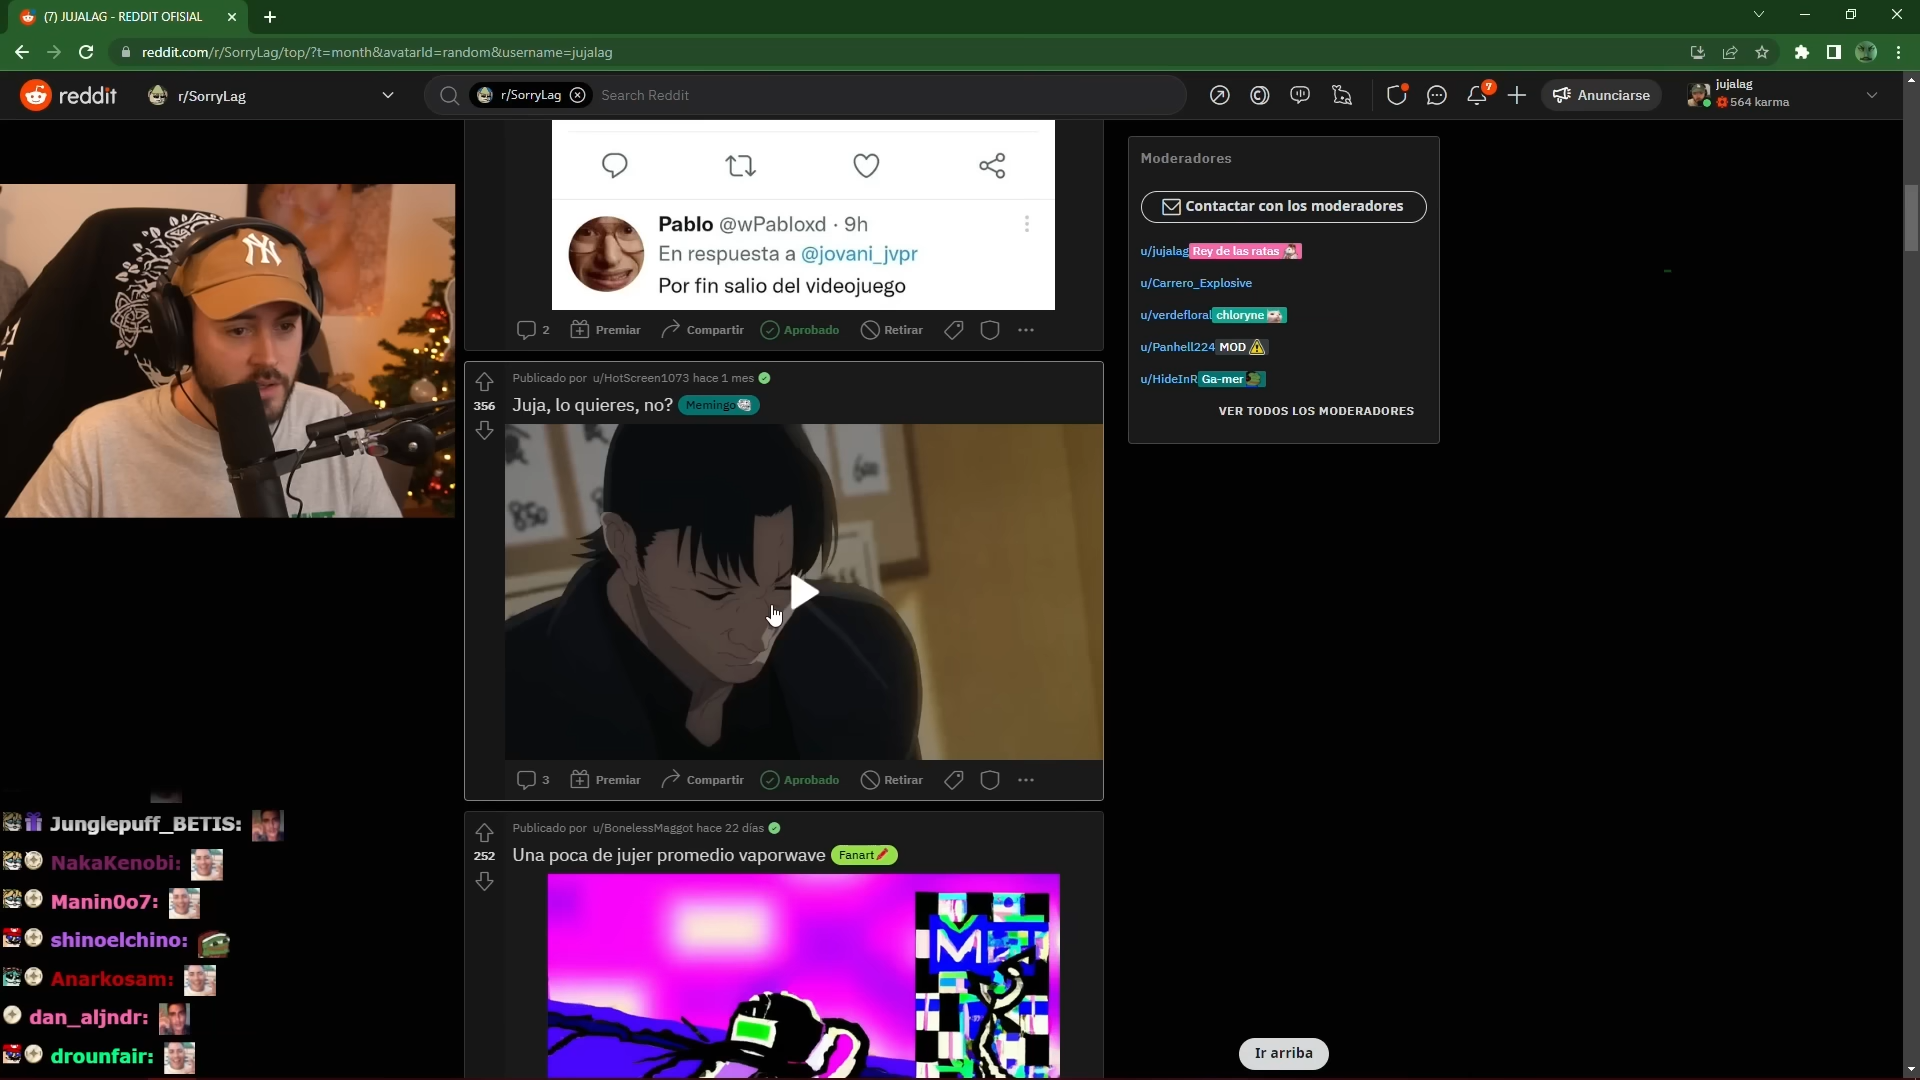 (7) JUJALAG - REDDIT OFISIAL
reddit.com/r/SorryLag/top/?t=month&avatarId=random&username=jujalag
reddit
r/SorryLag
r/SorryLag
Search Reddit
7
Anunciarse
jujalag
564 karma
NY
Pablo @wPabloxd · 9h
En respuesta a @jovani_jvpr
Por fin salio del videojuego
2 Premiar Compartir Aprobado Retirar
Publicado por u/HotScreen1073 hace 1 mes
356
Juja, lo quieres, no? Memingo
850
600
3 Premiar Compartir Aprobado Retirar
Publicado por u/BonelessMaggot hace 22 días
252
Una poca de jujer promedio vaporwave Fanart
Moderadores
Contactar con los moderadores
u/jujalag Rey de las ratas
u/Carrero_Explosive
u/verdefloral chloryne
u/Panhell224 MOD
u/HideInR Ga-mer
VER TODOS LOS MODERADORES
Ir arriba
Junglepuff_BETIS:
NakaKenobi:
Manin0o7:
shinoelchino:
Anarkosam:
dan_aljndr:
drounfair: